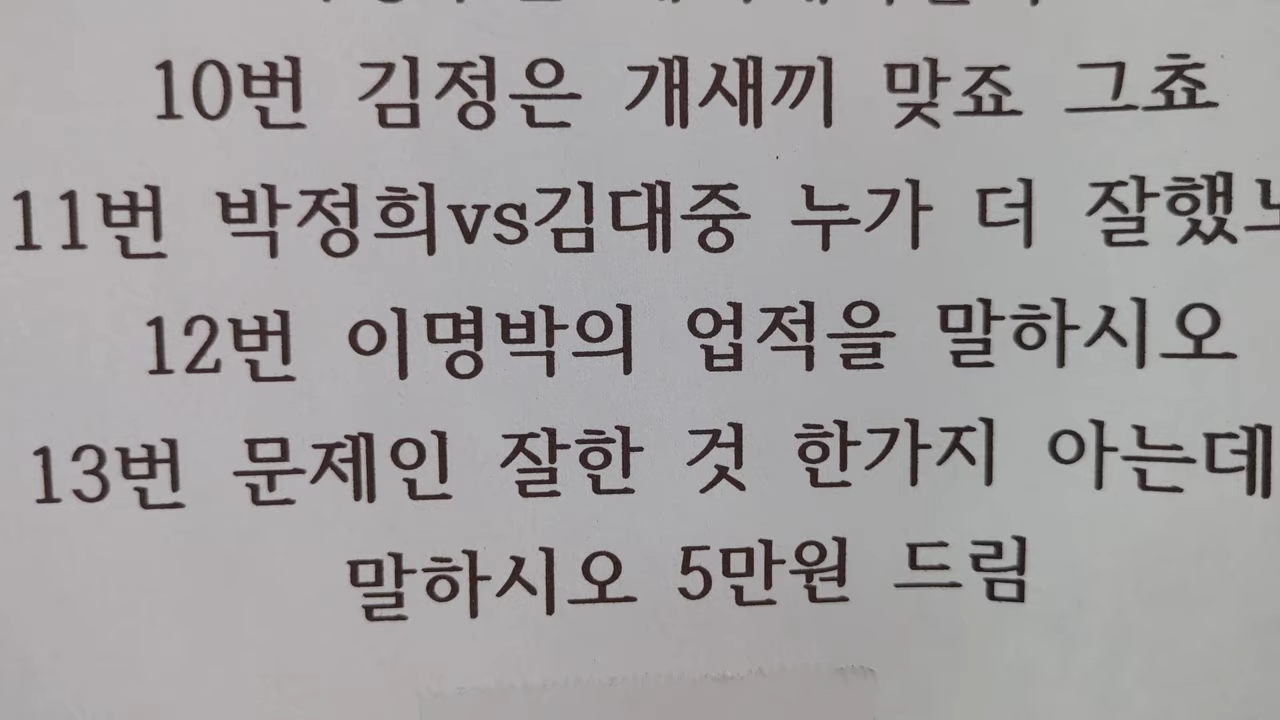 10번 김정은 개새끼 맞죠 그쵸
11번 박정희vs김대중 누가 더
12번 이명박의 업적을 말하시오
13번 문제인 잘한 것 한가지 아는데
말하시오 5만원 드림